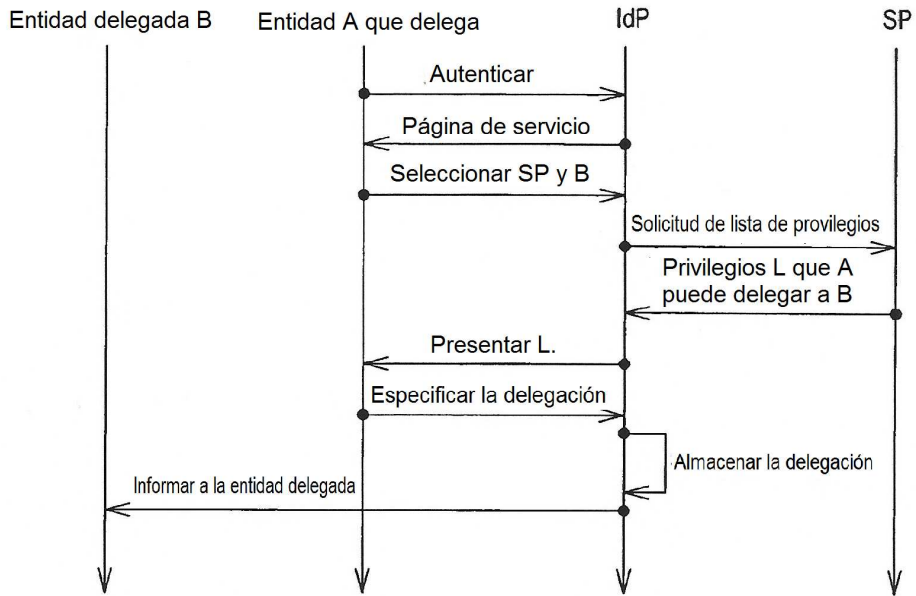 Entidad delegada B
Entidad A que delega
IdP
SP
Autenticar
Página de servicio
Seleccionar SP y B
Solicitud de lista de provilegios
Privilegios L que A
puede delegar a B
Presentar L.
Especificar la delegación
Almacenar la delegación
Informar a la entidad delegada